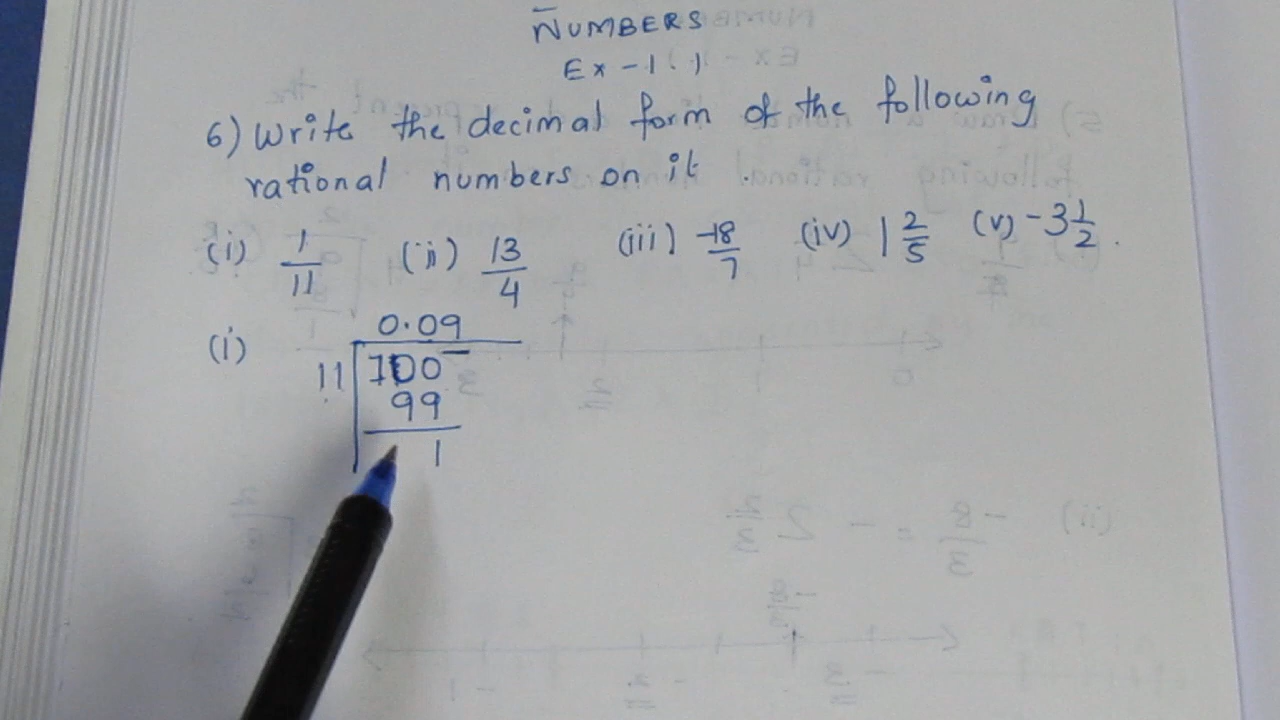 NUMBERS
Ex - 1.1
6) Write the decimal form of the following
rational numbers on it.
(i) 1/11 (ii) 13/4 (iii) -18/7 (iv) 1 2/5 (v) -3 1/2.
(i) 0.09
11 100
99
1